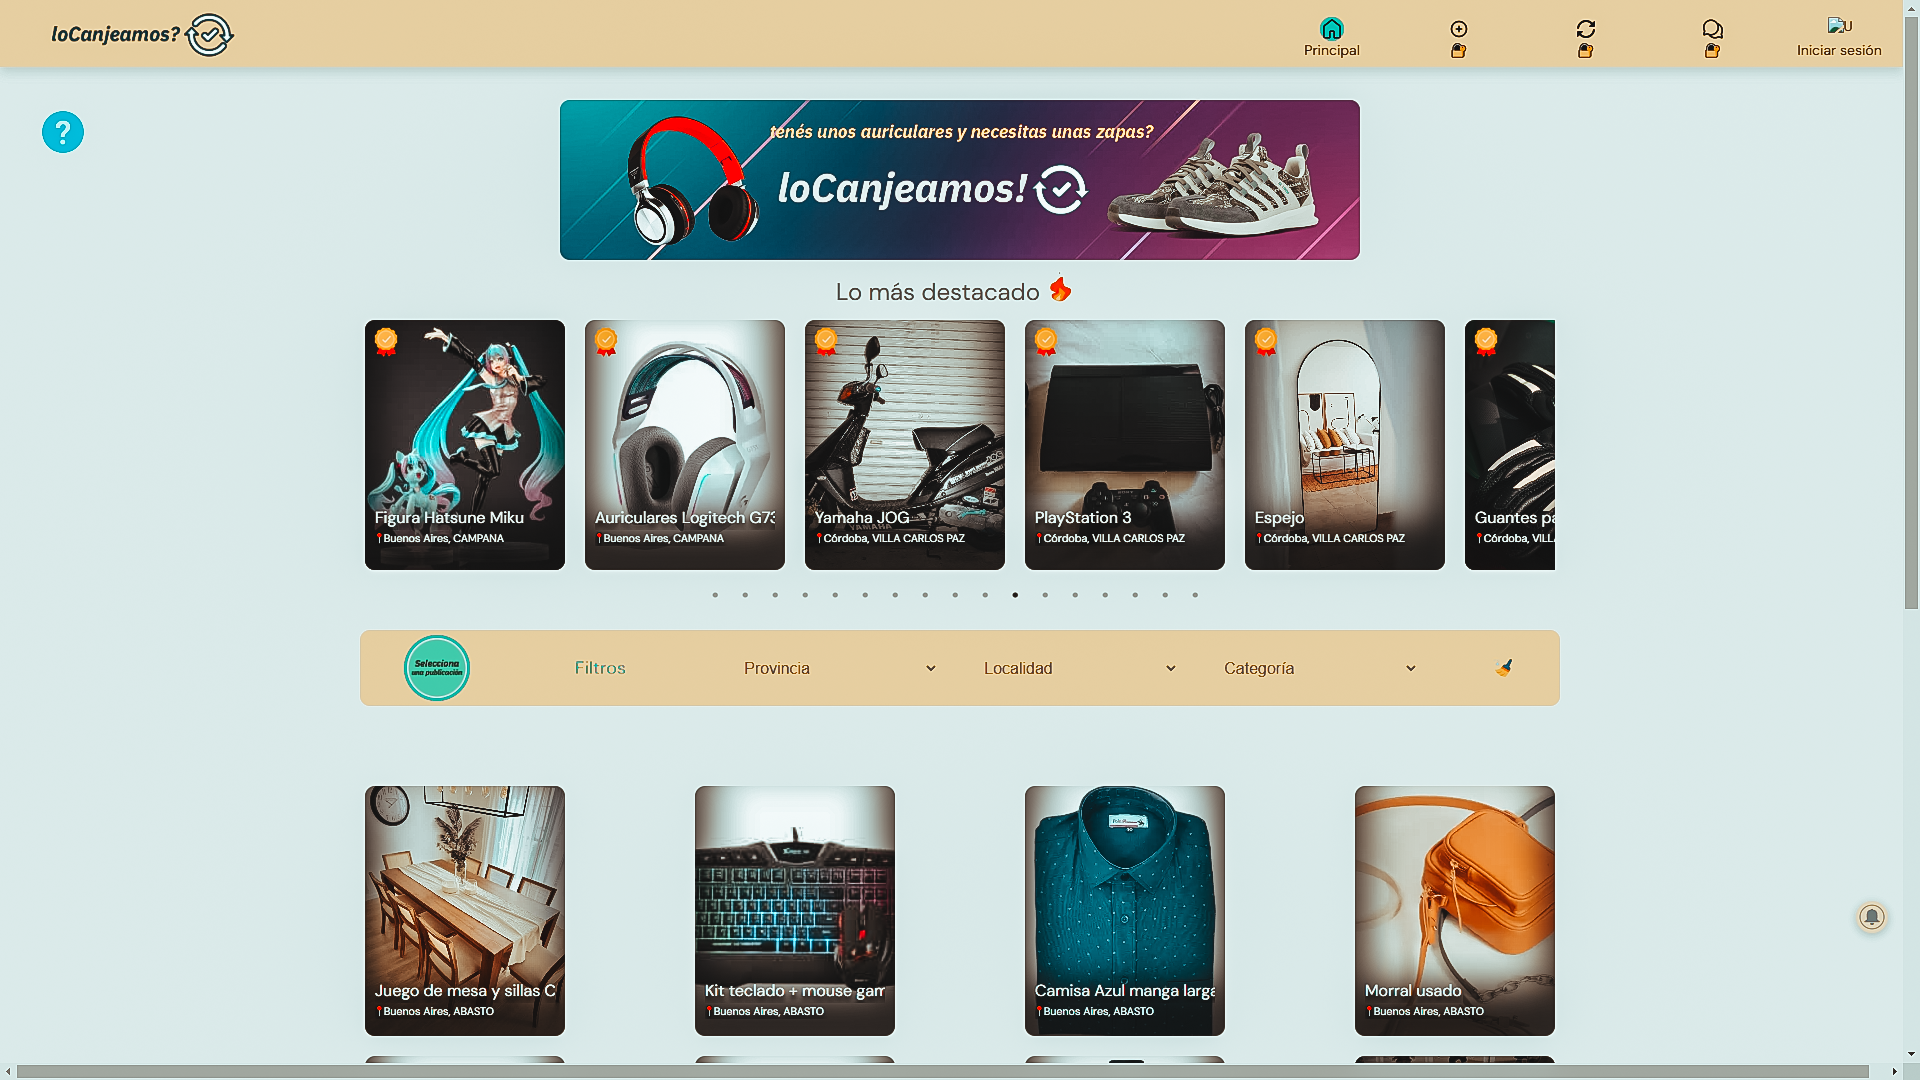 loCanjeamos?
Principal
Iniciar sesión
?
tenés unos auriculares y necesitas unas zapas?
loCanjeamos!
Lo más destacado
Figura Hatsune Miku
Buenos Aires, CAMPANA
Auriculares Logitech G73
Buenos Aires, CAMPANA
Yamaha JOG
Córdoba, VILLA CARLOS PAZ
PlayStation 3
Córdoba, VILLA CARLOS PAZ
Espejo
Córdoba, VILLA CARLOS PAZ
Guantes pa
Córdoba, VILL
Selecciona
una publicación
Filtros
Provincia
Localidad
Categoría
Juego de mesa y sillas C
Buenos Aires, ABASTO
Kit teclado + mouse gam
Buenos Aires, ABASTO
Camisa Azul manga larga
Buenos Aires, ABASTO
Morral usado
Buenos Aires, ABASTO